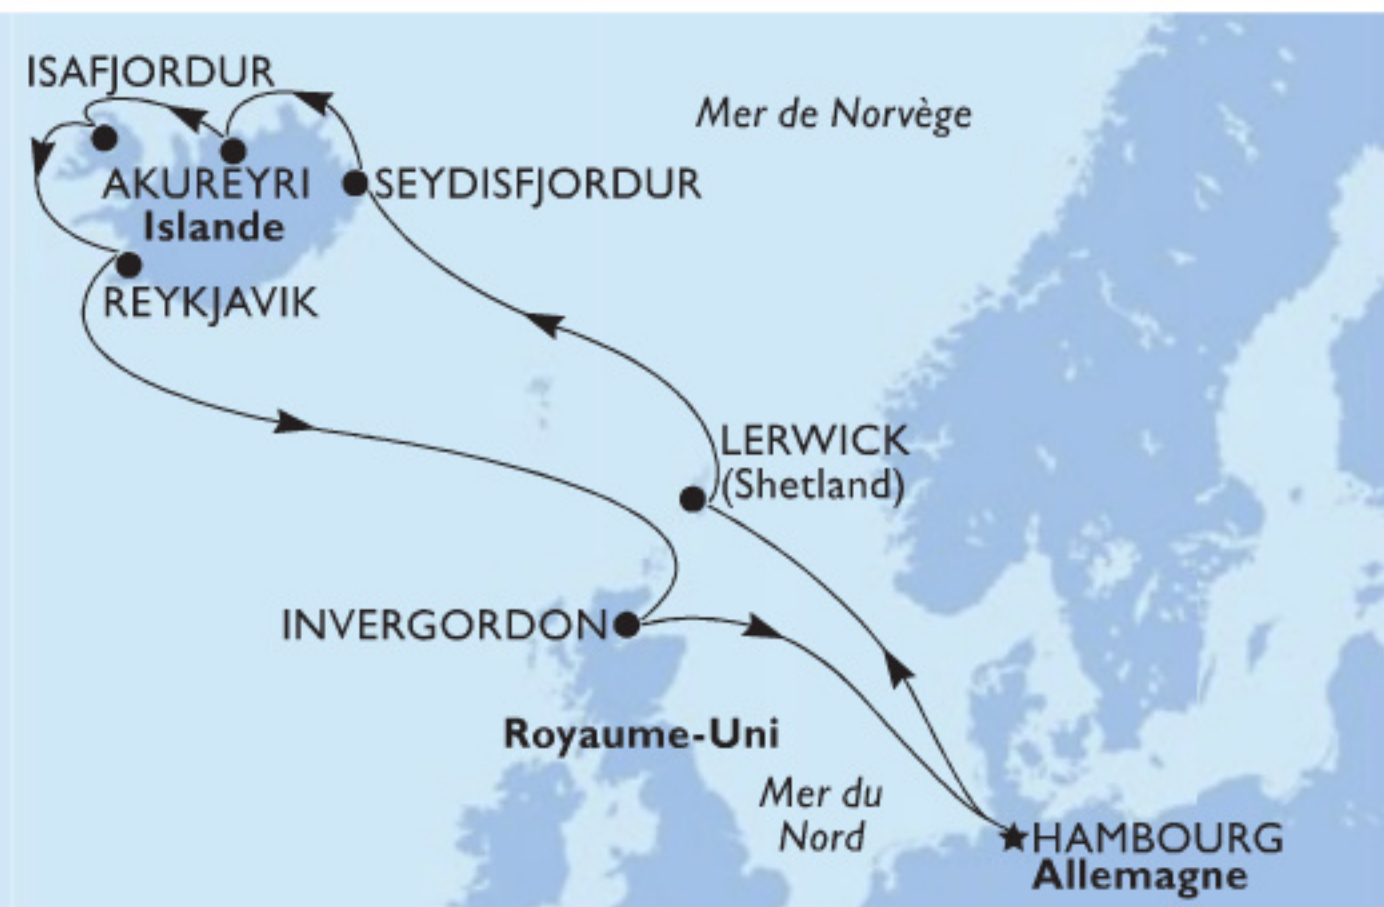 ISAFJORDUR
Mer de Norvège
AKUREYRI
SEYDISFJORDUR
Islande
REYKJAVIK
LERWICK
(Shetland)
INVERGORDON
Royaume-Uni
Mer du
Nord
HAMBOURG
Allemagne